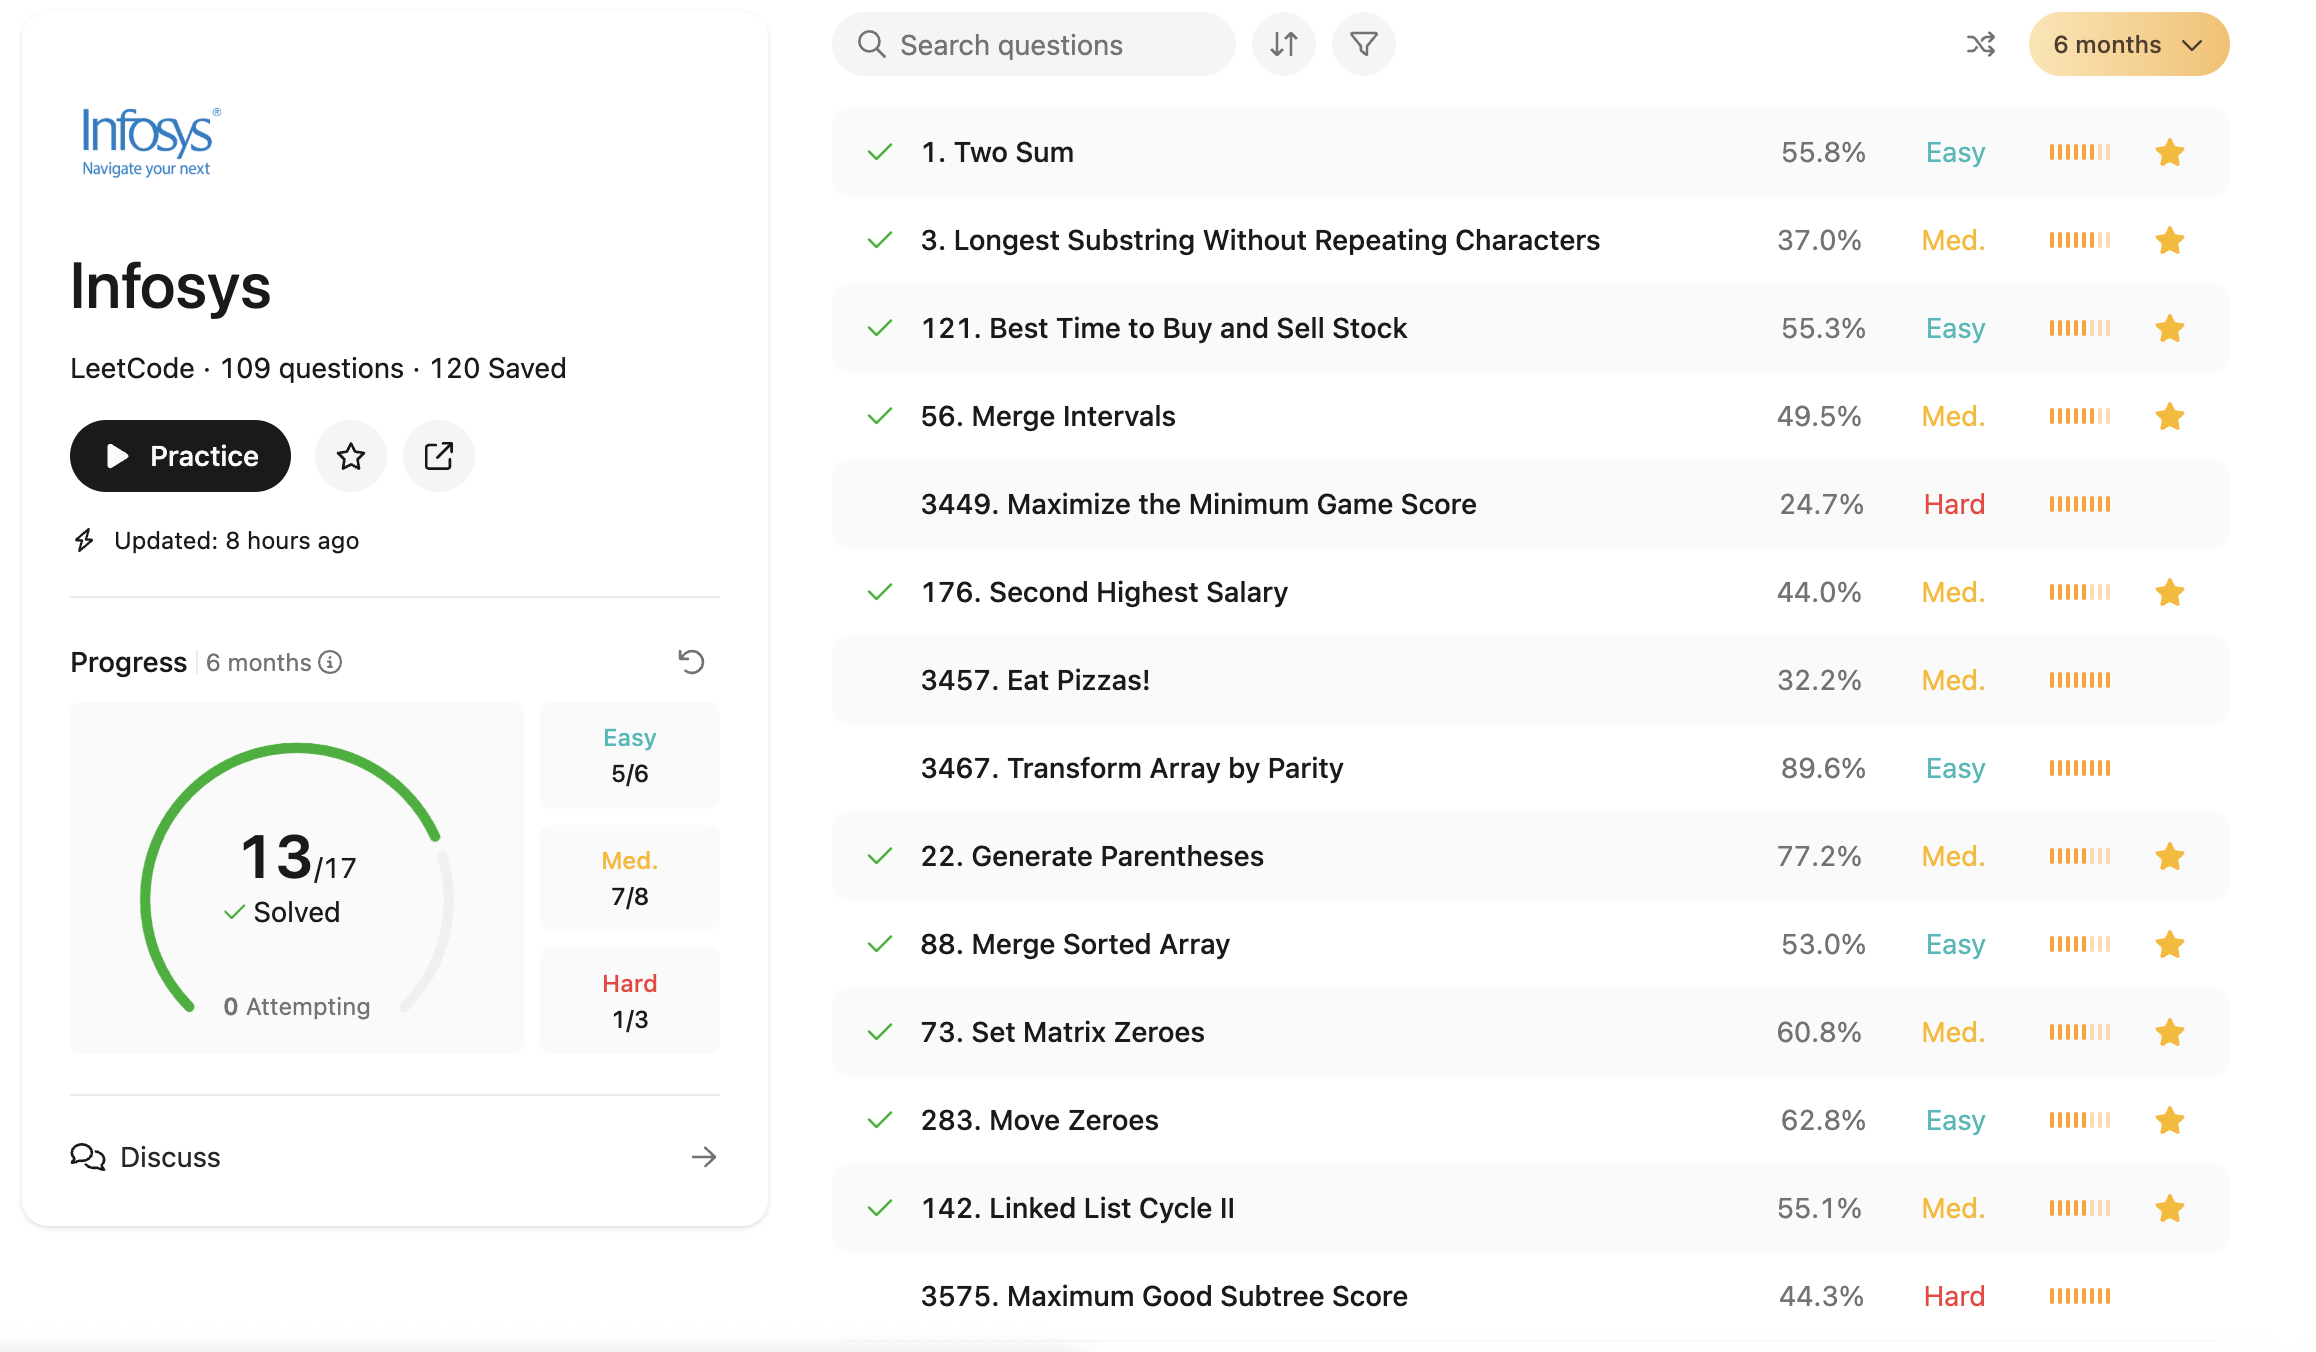 Infosys®
Navigate your next
Infosys
LeetCode · 109 questions · 120 Saved
Practice
Updated: 8 hours ago
Progress 6 months
13/17
Solved
0 Attempting
Easy
5/6
Med.
7/8
Hard
1/3
Discuss
Search questions
6 months
1. Two Sum 55.8% Easy
3. Longest Substring Without Repeating Characters 37.0% Med.
121. Best Time to Buy and Sell Stock 55.3% Easy
56. Merge Intervals 49.5% Med.
3449. Maximize the Minimum Game Score 24.7% Hard
176. Second Highest Salary 44.0% Med.
3457. Eat Pizzas! 32.2% Med.
3467. Transform Array by Parity 89.6% Easy
22. Generate Parentheses 77.2% Med.
88. Merge Sorted Array 53.0% Easy
73. Set Matrix Zeroes 60.8% Med.
283. Move Zeroes 62.8% Easy
142. Linked List Cycle II 55.1% Med.
3575. Maximum Good Subtree Score 44.3% Hard